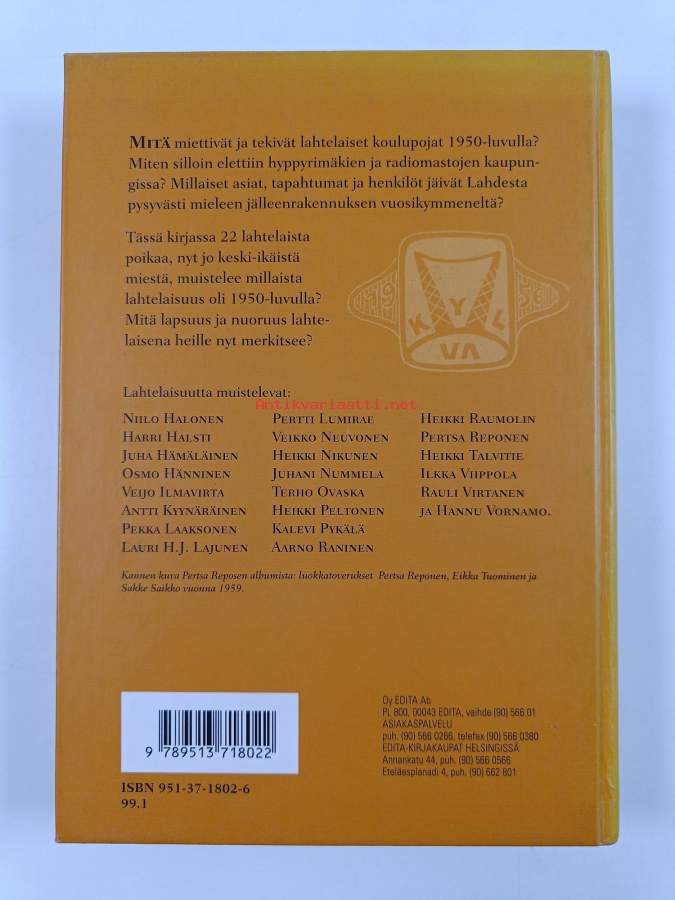 MITÄ miettivät ja tekivät lahtelaiset koulupojat 1950-luvulla?
Miten silloin elettiin hyppyrimäkien ja radiomastojen kaupun-
gissa? Millaiset asiat, tapahtumat ja henkilöt jäivät Lahdesta
pysyvästi mieleen jälleenrakennuksen vuosikymmeneltä?
Tässä kirjassa 22 lahtelaista
poikaa, nyt jo keski-ikäistä
miestä, muistelee millaista
lahtelaisuus oli 1950-luvulla?
Mitä lapsuus ja nuoruus lahte-
laisena heille nyt merkitsee?
19 56
KYL
VA
Lahtelaisuutta muistelevat:
Antikvariaatti.net
NIILO HALONEN
HARRI HALSTI
JUHA HÄMÄLÄINEN
OSMO HÄNNINEN
VEIJO ILMAVIRTA
ANTTI KYYNÄRÄINEN
PEKKA LAAKSONEN
LAURI H.J. LAJUNEN
PERTTI LUMIRAE
VEIKKO NEUVONEN
HEIKKI NIKUNEN
JUHANI NUMMELA
TERHO OVASKA
HEIKKI PELTONEN
KALEVI PYKÄLÄ
AARNO RANINEN
HEIKKI RAUMOLIN
PERTSA REPONEN
HEIKKI TALVITIE
ILKKA VIIPPOLA
RAULI VIRTANEN
JA HANNU VORNAMO.
Kannen kuva Pertsa Reposen albumista: luokkatoverukset Pertsa Reponen, Eikka Tuominen ja
Sakke Saikko vuonna 1959.
9 789513 718022
ISBN 951-37-1802-6
99.1
Oy EDITA Ab
PL 800, 00043 EDITA, vaihde (90) 566 01
ASIAKASPALVELU
puh. (90) 566 0266, telefax (90) 566 0380
EDITA-KIRJAKAUPAT HELSINGISSÄ
Annankatu 44, puh. (90) 566 0566
Eteläesplanadi 4, puh. (90) 662 801